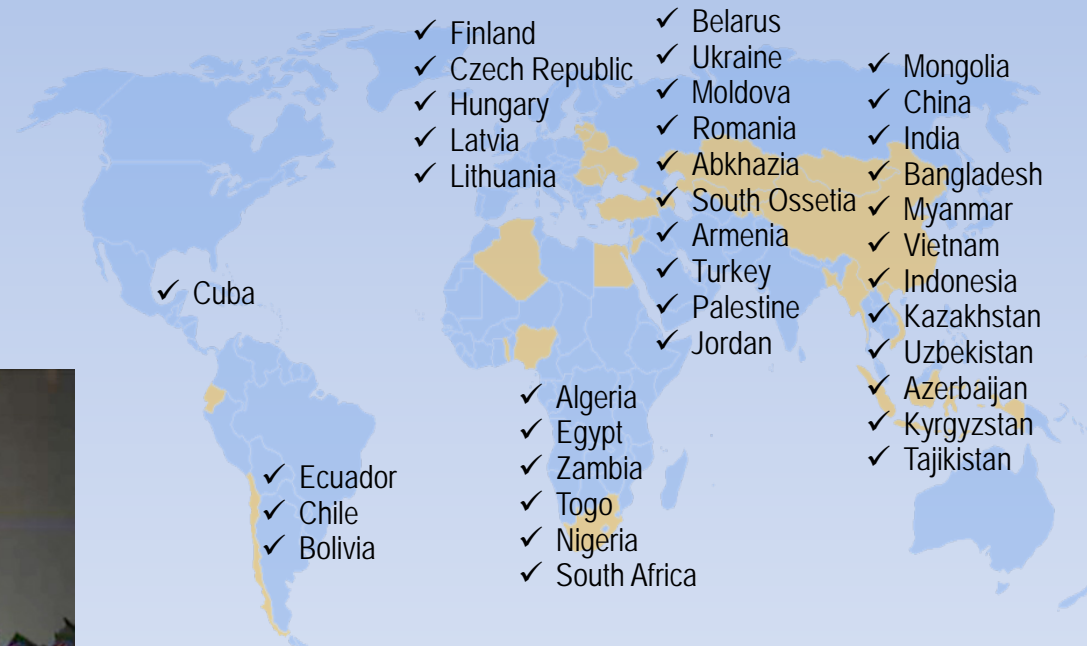 ✓ Finland
✓ Czech Republic
✓ Hungary
✓ Latvia
✓ Lithuania
✓ Belarus
✓ Ukraine
✓ Moldova
✓ Romania
✓ Abkhazia
✓ South Ossetia
✓ Armenia
✓ Turkey
✓ Palestine
✓ Jordan
✓ Mongolia
✓ China
✓ India
✓ Bangladesh
✓ Myanmar
✓ Vietnam
✓ Indonesia
✓ Kazakhstan
✓ Uzbekistan
✓ Azerbaijan
✓ Kyrgyzstan
✓ Tajikistan
✓ Cuba
✓ Ecuador
✓ Chile
✓ Bolivia
✓ Algeria
✓ Egypt
✓ Zambia
✓ Togo
✓ Nigeria
✓ South Africa